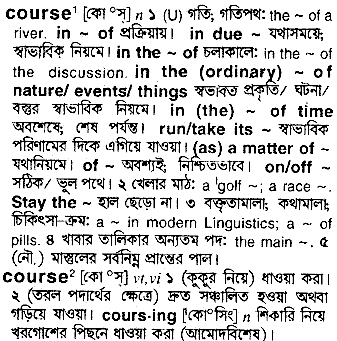 course¹ [কো°স্] n ১ (U) গতি; গতিপথ: the ~ of a
river. in ~ of প্রক্রিয়ায়। in due ~ যথাসময়ে;
স্বাভাবিক নিয়মে। in the ~ of চলাকালে: in the ~ of
the discussion. in the (ordinary) ~ of
nature/ events/ things স্বভাবত প্রকৃতি/ ঘটনা/
বস্তুর স্বাভাবিক নিয়মে। in (the) ~ of time
অবশেষে; শেষ পর্যন্ত। run/take its ~ স্বাভাবিক
পরিণামের দিকে এগিয়ে যাওয়া। (as) a matter of ~
যথানিয়মে। of ~ অবশ্যই; নিশ্চিতভাবে। on/off ~
সঠিক/ ভুল পথে। ২ খেলার মাঠ: a ˈgolf ~; a race ~.
Stay the ~ হাল ছেড়ো না। ৩ বক্তৃতামালা; কথামালা;
চিকিৎসা-ক্রম: a ~ in modern Linguistics; a ~ of
pills. ৪ খাবার তালিকার অন্যতম পদ: the main ~. ৫
(নৌ.) মাস্তুলের সর্বনিম্ন প্রান্তের পাল।
course² [কো °স্] vt,vi ১ (কুকুর নিয়ে) ধাওয়া করা।
২ (তরল পদার্থের ক্ষেত্রে) দ্রুত সঞ্চালিত হওয়া অথবা
গড়িয়ে যাওয়া। cours·ing [ˈকো °সিং] n শিকারি নিয়ে
খরগোশের পিছনে ধাওয়া করা (আমোদবিশেষ)।